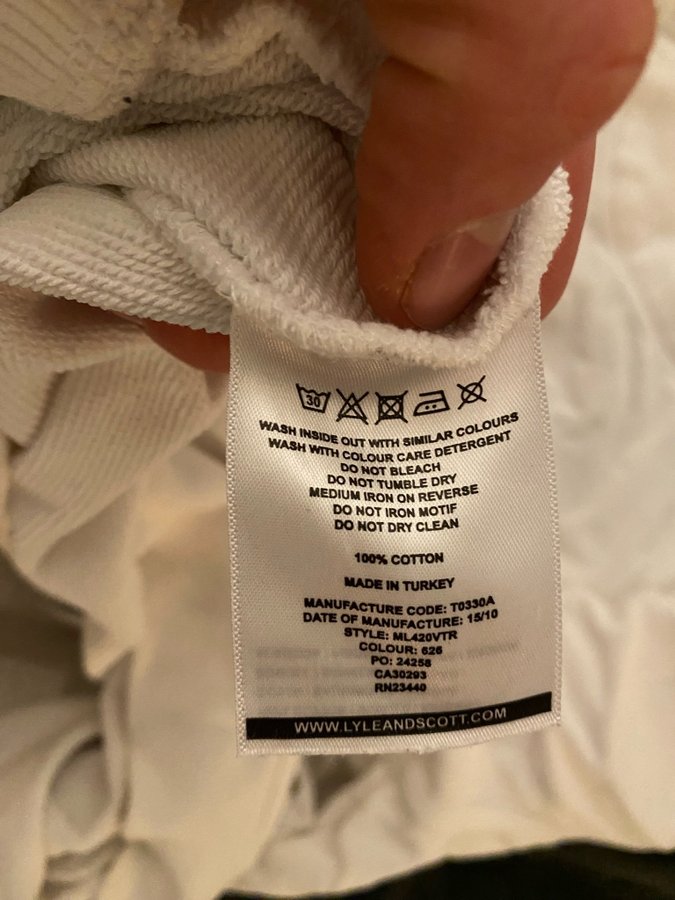 30
WASH INSIDE OUT WITH SIMILAR COLOURS
WASH WITH COLOUR CARE DETERGENT
DO NOT BLEACH
DO NOT TUMBLE DRY
MEDIUM IRON ON REVERSE
DO NOT IRON MOTIF
DO NOT DRY CLEAN
100% COTTON
MADE IN TURKEY
MANUFACTURE CODE: T0330A
DATE OF MANUFACTURE: 15/10
STYLE: ML420VTR
COLOUR: 626
PO: 24258
CA30293
RN23440
WWW.LYLEANDSCOTT.COM